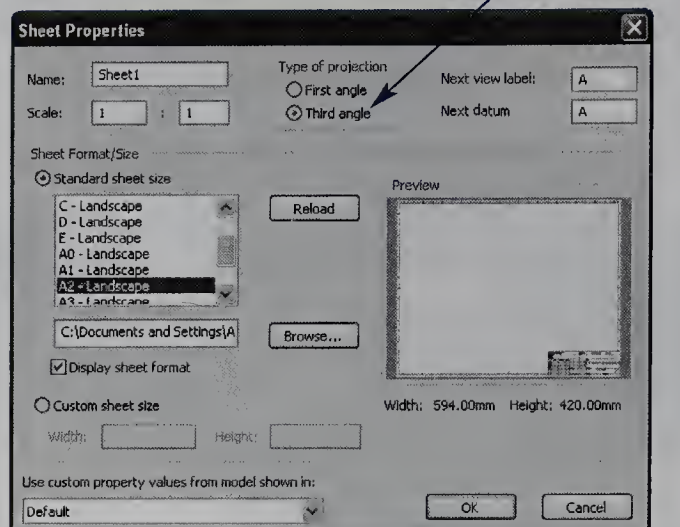 Sheet Properties
Name: Sheet1
Scale: 1 : 1
Type of projection
First angle
Third angle
Next view label: A
Next datum A
Sheet Format/Size
Standard sheet size
C - Landscape
D - Landscape
E - Landscape
A0 - Landscape
A1 - Landscape
A2 - Landscape
A3 - Landscape
Reload
C:\Documents and Settings\A
Browse...
Display sheet format
Custom sheet size
Width: Height:
Preview
Width: 594.00mm Height: 420.00mm
Use custom property values from model shown in:
Default
OK Cancel